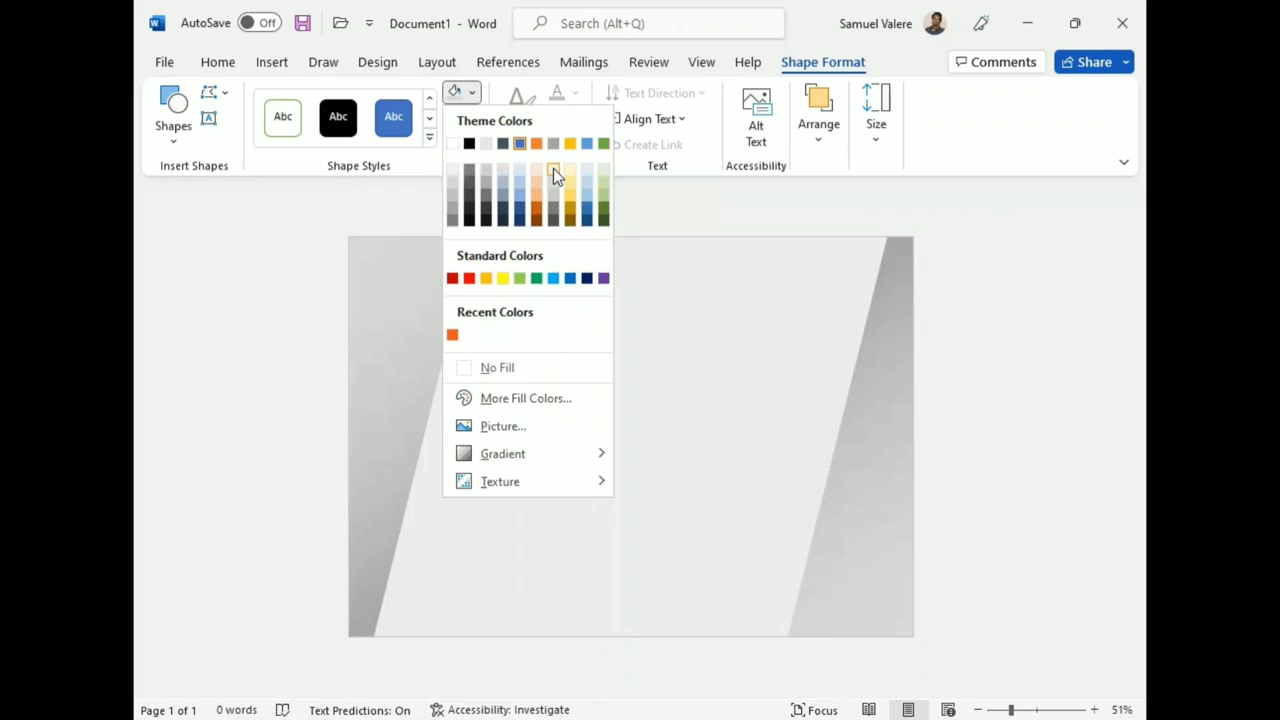 AutoSave Off Document1 - Word Search (Alt+Q) Samuel Valere
File Home Insert Draw Design Layout References Mailings Review View Help Shape Format Comments Share
Shapes
Insert Shapes
Abc Abc Abc
Shape Styles
Text Direction
Align Text
Create Link
Text
Alt
Text
Accessibility
Arrange
Size
Theme Colors
Standard Colors
Recent Colors
No Fill
More Fill Colors...
Picture...
Gradient
Texture
Page 1 of 1 0 words Text Predictions: On Accessibility: Investigate Focus 51%